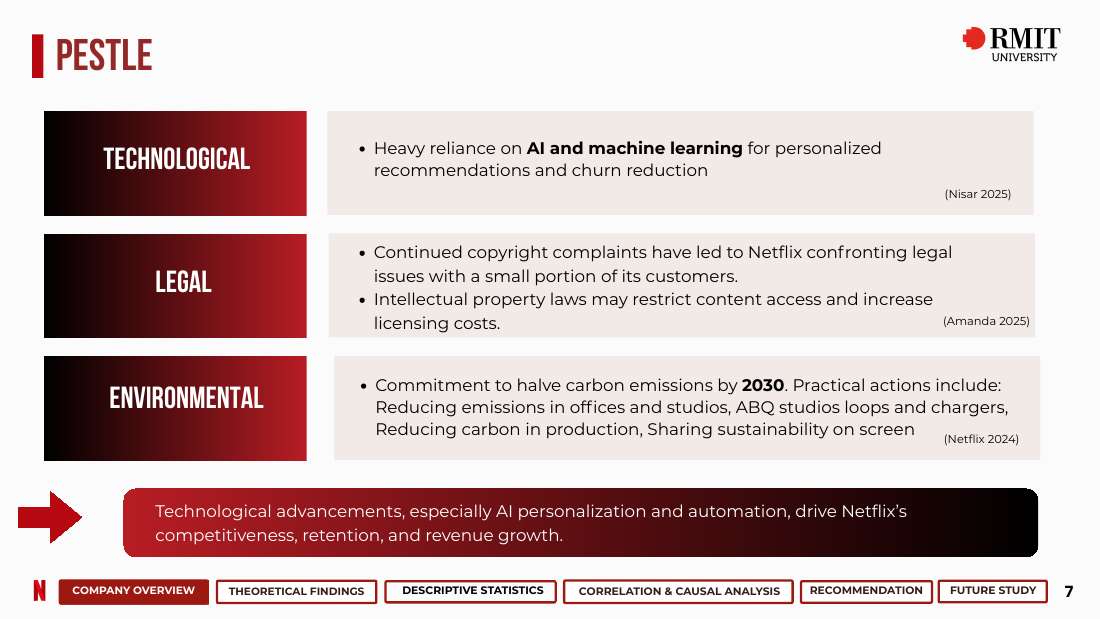 PESTLE
RMIT
UNIVERSITY
TECHNOLOGICAL
• Heavy reliance on AI and machine learning for personalized
recommendations and churn reduction
(Nisar 2025)
LEGAL
• Continued copyright complaints have led to Netflix confronting legal
issues with a small portion of its customers.
• Intellectual property laws may restrict content access and increase
licensing costs.
(Amanda 2025)
ENVIRONMENTAL
• Commitment to halve carbon emissions by 2030. Practical actions include:
Reducing emissions in offices and studios, ABQ studios loops and chargers,
Reducing carbon in production, Sharing sustainability on screen
(Netflix 2024)
Technological advancements, especially AI personalization and automation, drive Netflix’s
competitiveness, retention, and revenue growth.
N COMPANY OVERVIEW THEORETICAL FINDINGS DESCRIPTIVE STATISTICS CORRELATION & CAUSAL ANALYSIS RECOMMENDATION FUTURE STUDY 7